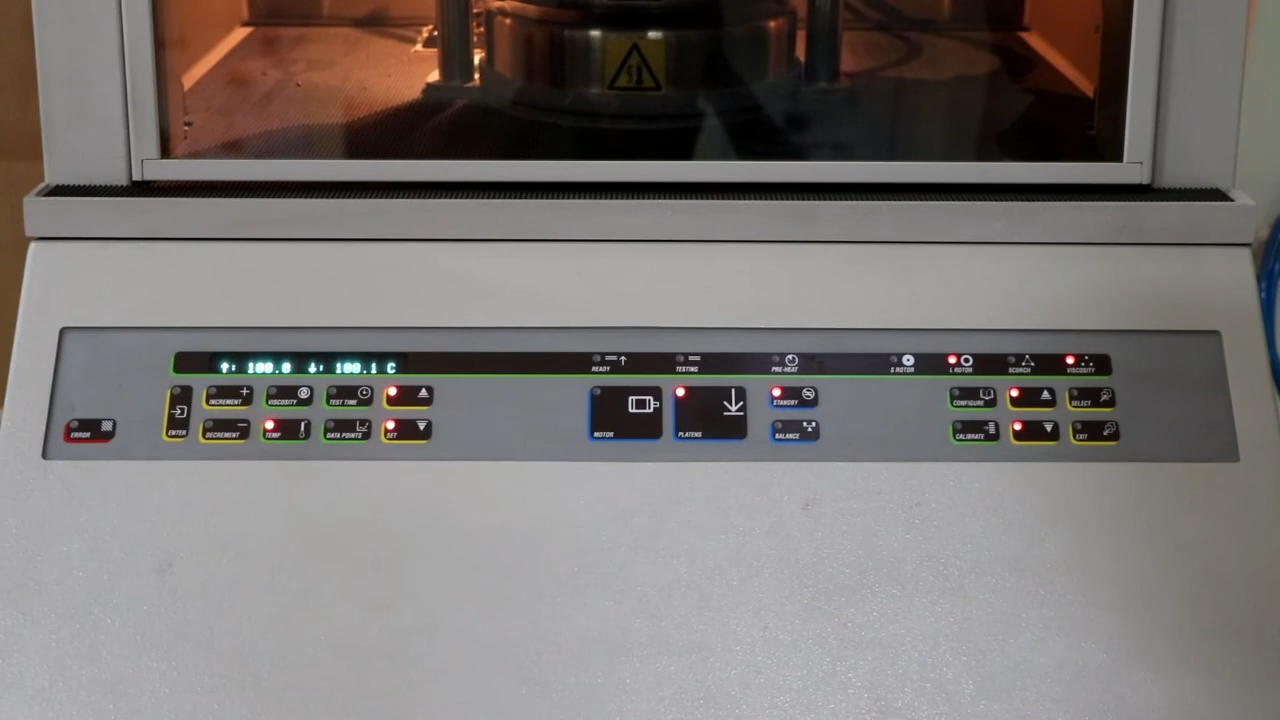 READY TESTING PRE-HEAT S ROTOR L ROTOR SCORCH VISCOSITY
↑: 100.0 ↓: 100.1 C
INCREMENT VISCOSITY TEST TIME STANDBY CONFIGURE SELECT
ERROR ENTER DECREMENT TEMP DATA POINTS SET MOTOR PLATENS BALANCE CALIBRATE EXIT